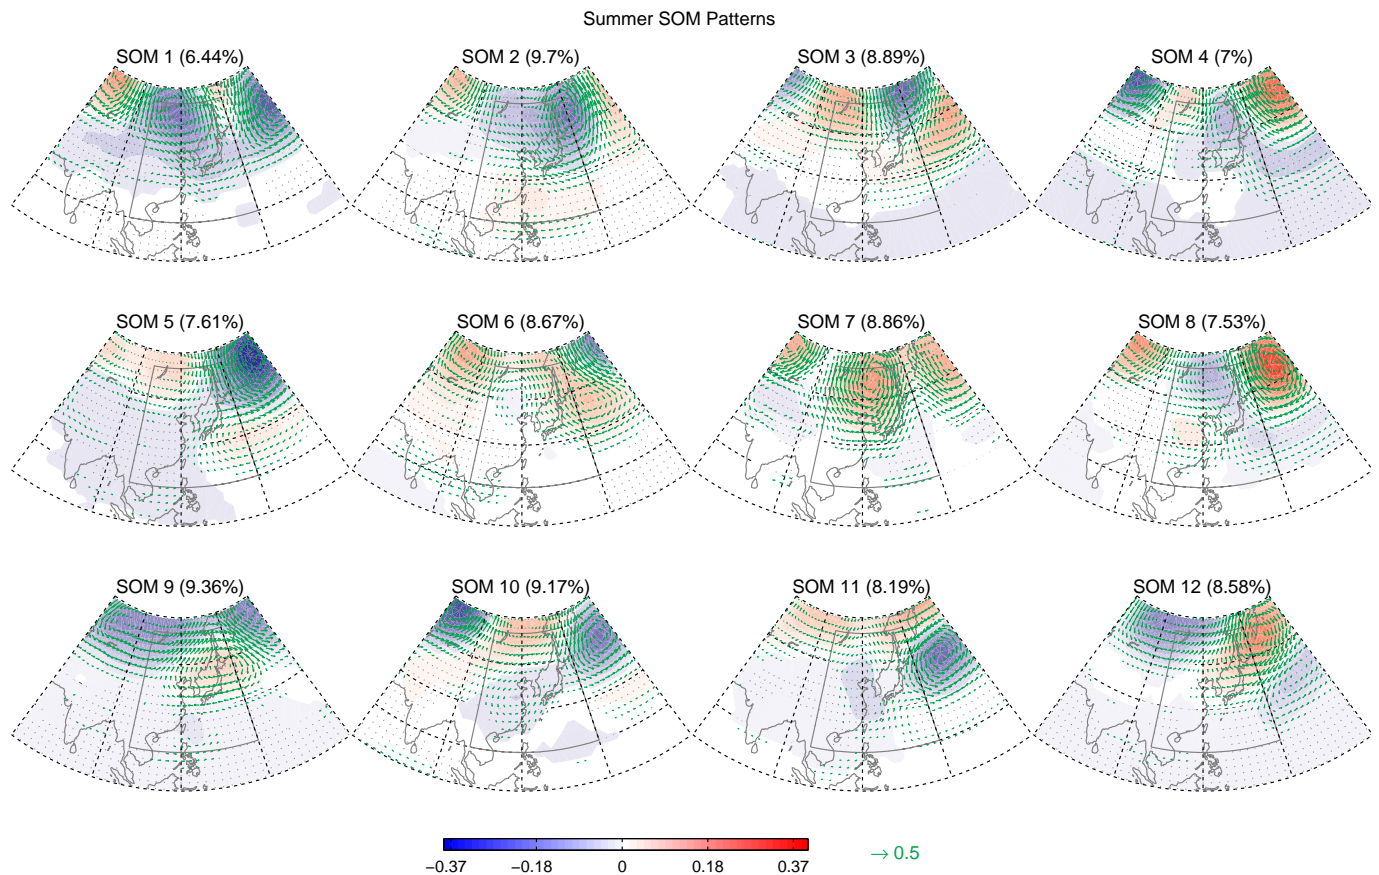 Summer SOM Patterns
SOM 1 (6.44%)
SOM 2 (9.7%)
SOM 3 (8.89%)
SOM 4 (7%)
SOM 5 (7.61%)
SOM 6 (8.67%)
SOM 7 (8.86%)
SOM 8 (7.53%)
SOM 9 (9.36%)
SOM 10 (9.17%)
SOM 11 (8.19%)
SOM 12 (8.58%)
−0.37 −0.18 0 0.18 0.37
→ 0.5